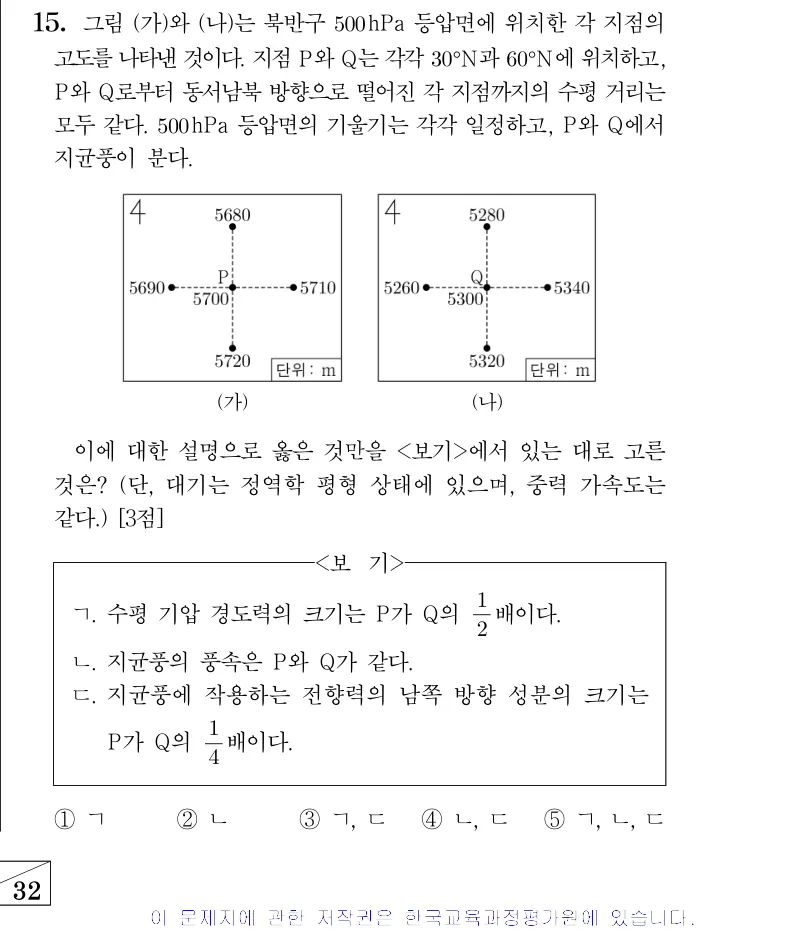 15. 그림 (가)와 (나)는 북반구 500hPa 등압면에 위치한 각 지점의
고도를 나타낸 것이다. 지점 P와 Q는 각각 30°N과 60°N에 위치하고,
P와 Q로부터 동서남북 방향으로 떨어진 각 지점까지의 수평 거리는
모두 같다. 500hPa 등압면의 기울기는 각각 일정하고, P와 Q에서
지균풍이 분다.
4
5680
5690
P
5700
5710
5720
단위: m
(가)
4
5280
5260
Q
5300
5340
5320
단위: m
(나)
이에 대한 설명으로 옳은 것만을 <보기>에서 있는 대로 고른
것은? (단, 대기는 정역학 평형 상태에 있으며, 중력 가속도는
같다.) [3점]
<보 기>
ㄱ. 수평 기압 경도력의 크기는 P가 Q의 1/2 배이다.
ㄴ. 지균풍의 풍속은 P와 Q가 같다.
ㄷ. 지균풍에 작용하는 전향력의 남쪽 방향 성분의 크기는
P가 Q의 1/4 배이다.
① ㄱ ② ㄴ ③ ㄱ, ㄷ ④ ㄴ, ㄷ ⑤ ㄱ, ㄴ, ㄷ
32
이 문제지에 관한 저작권은 한국교육과정평가원에 있습니다.